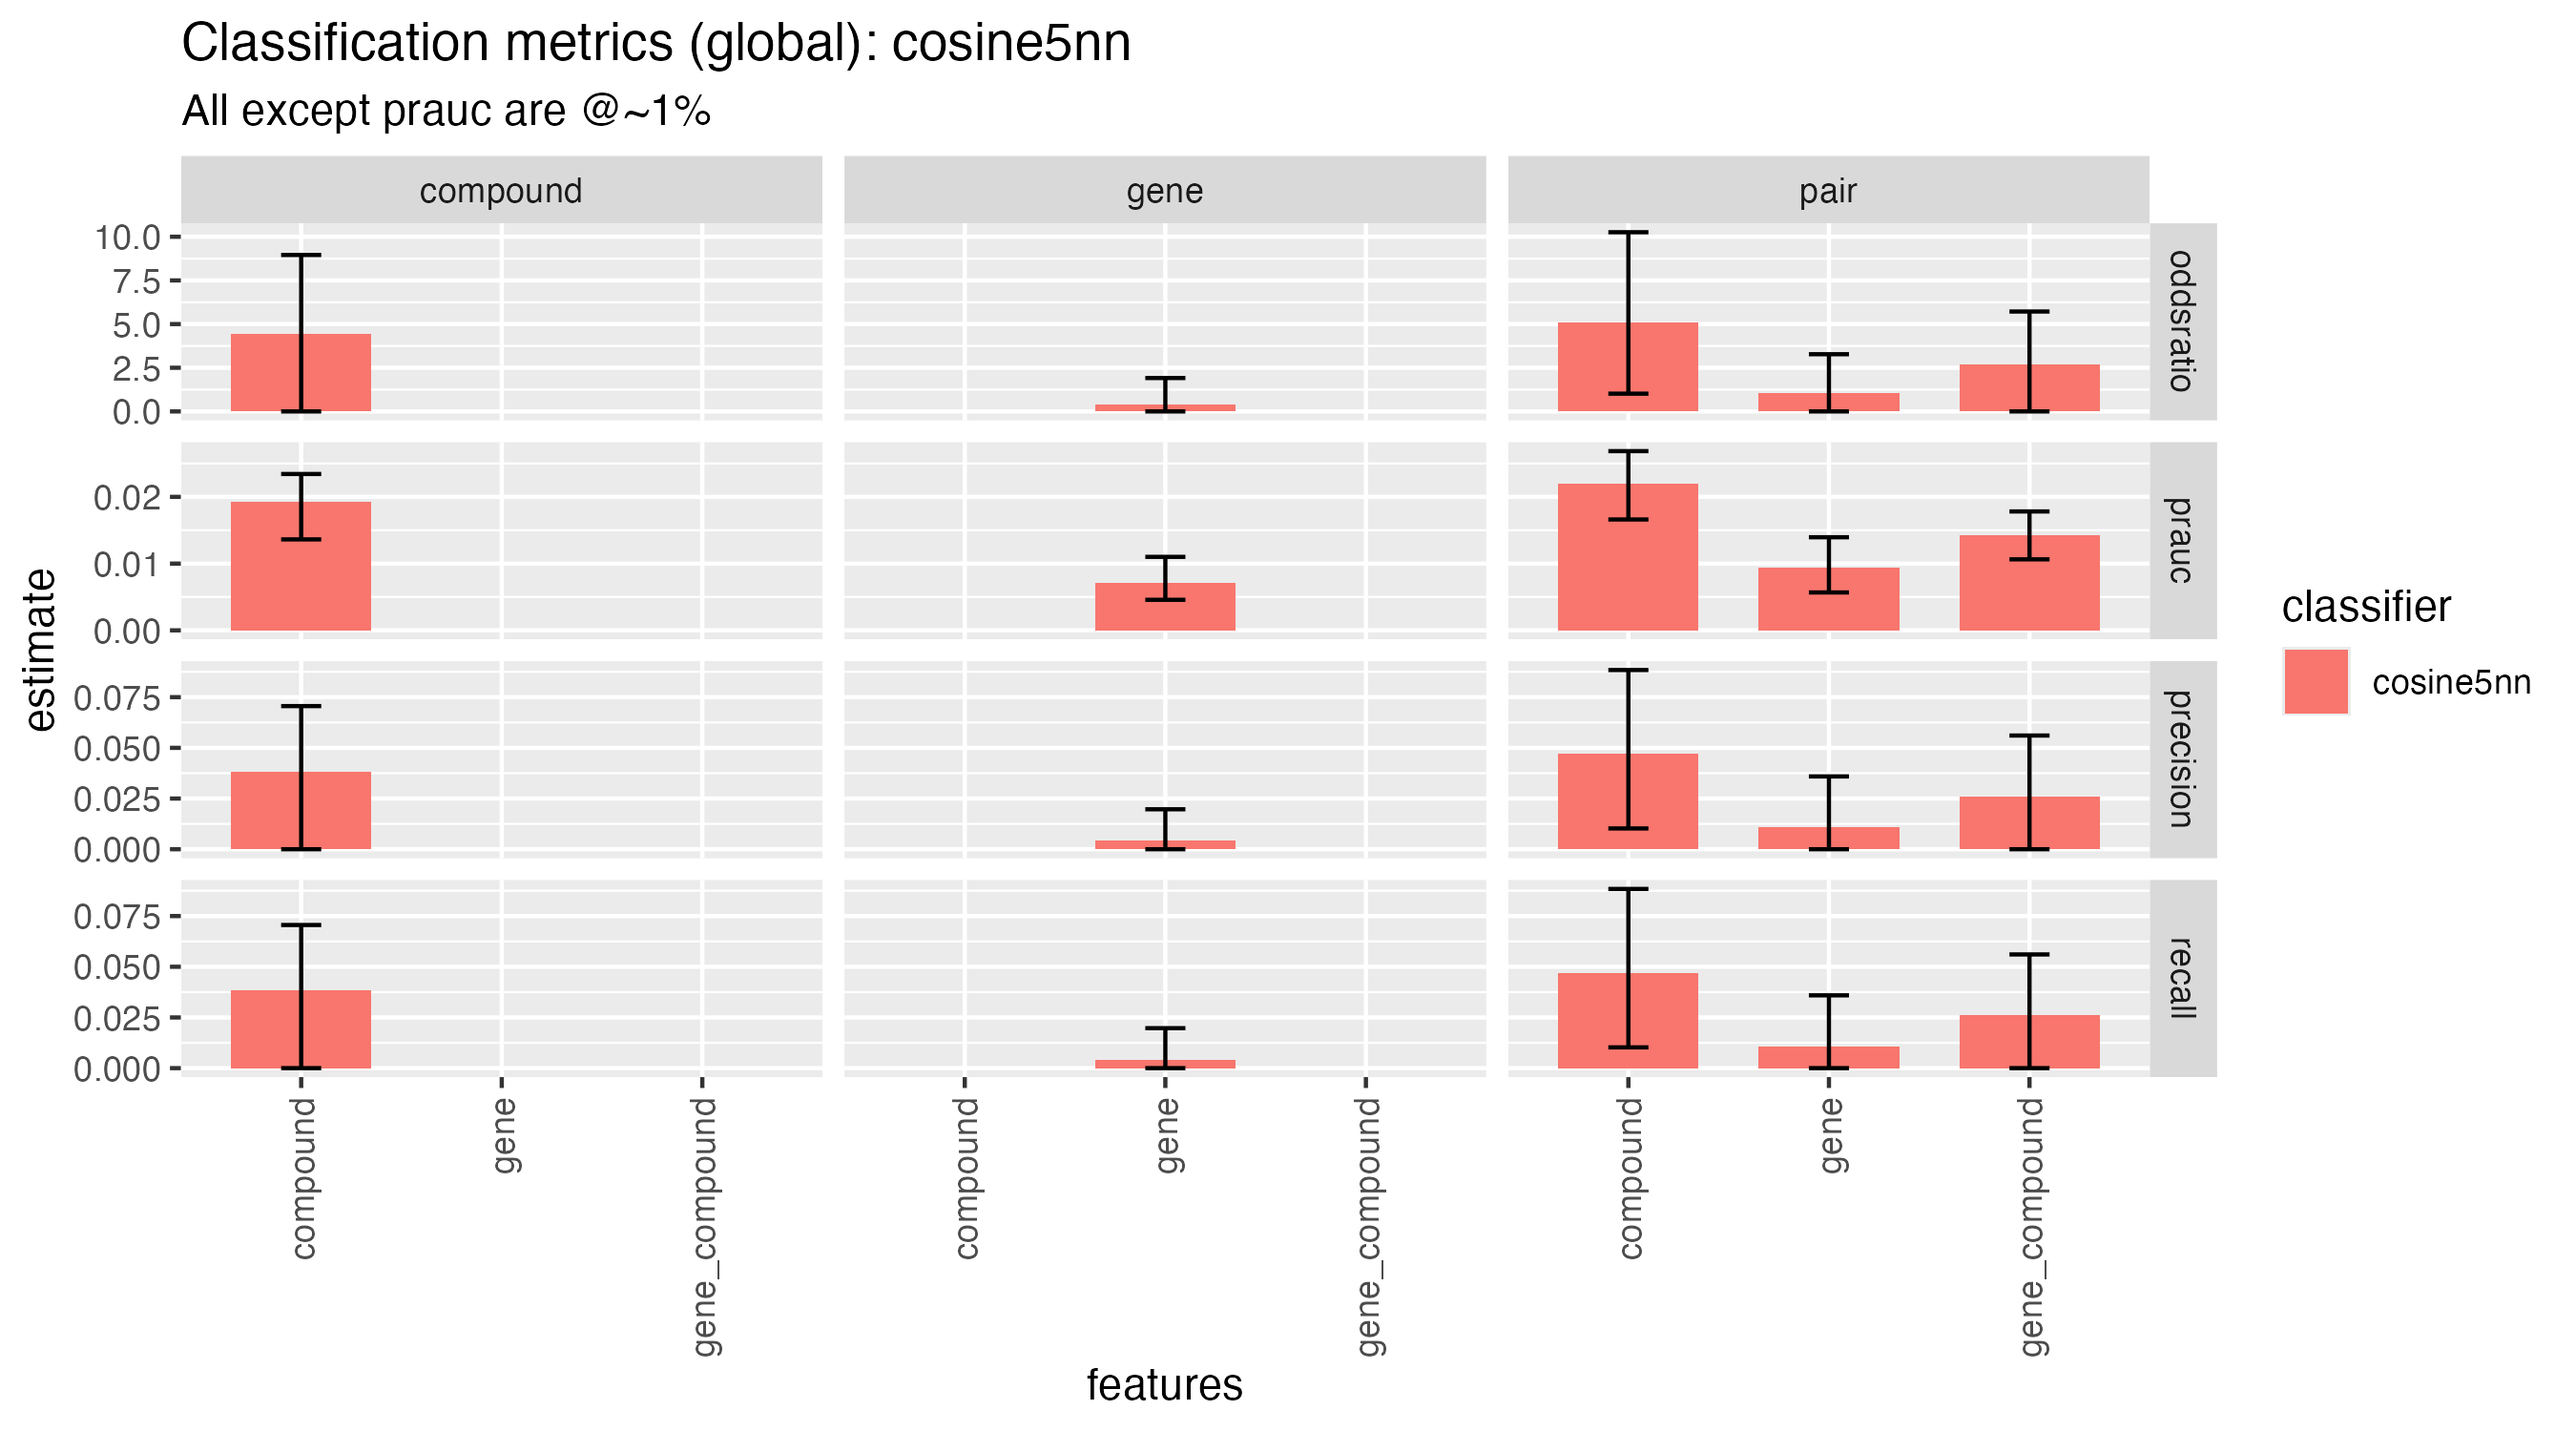 Classification metrics (global): cosine5nn
All except prauc are @~1%
compound
gene
pair
10.0
7.5
5.0
2.5
0.0
oddsratio
0.02
0.01
0.00
prauc
0.075
0.050
0.025
0.000
precision
0.075
0.050
0.025
0.000
recall
estimate
compound
gene
gene_compound
compound
gene
gene_compound
compound
gene
gene_compound
features
classifier
cosine5nn